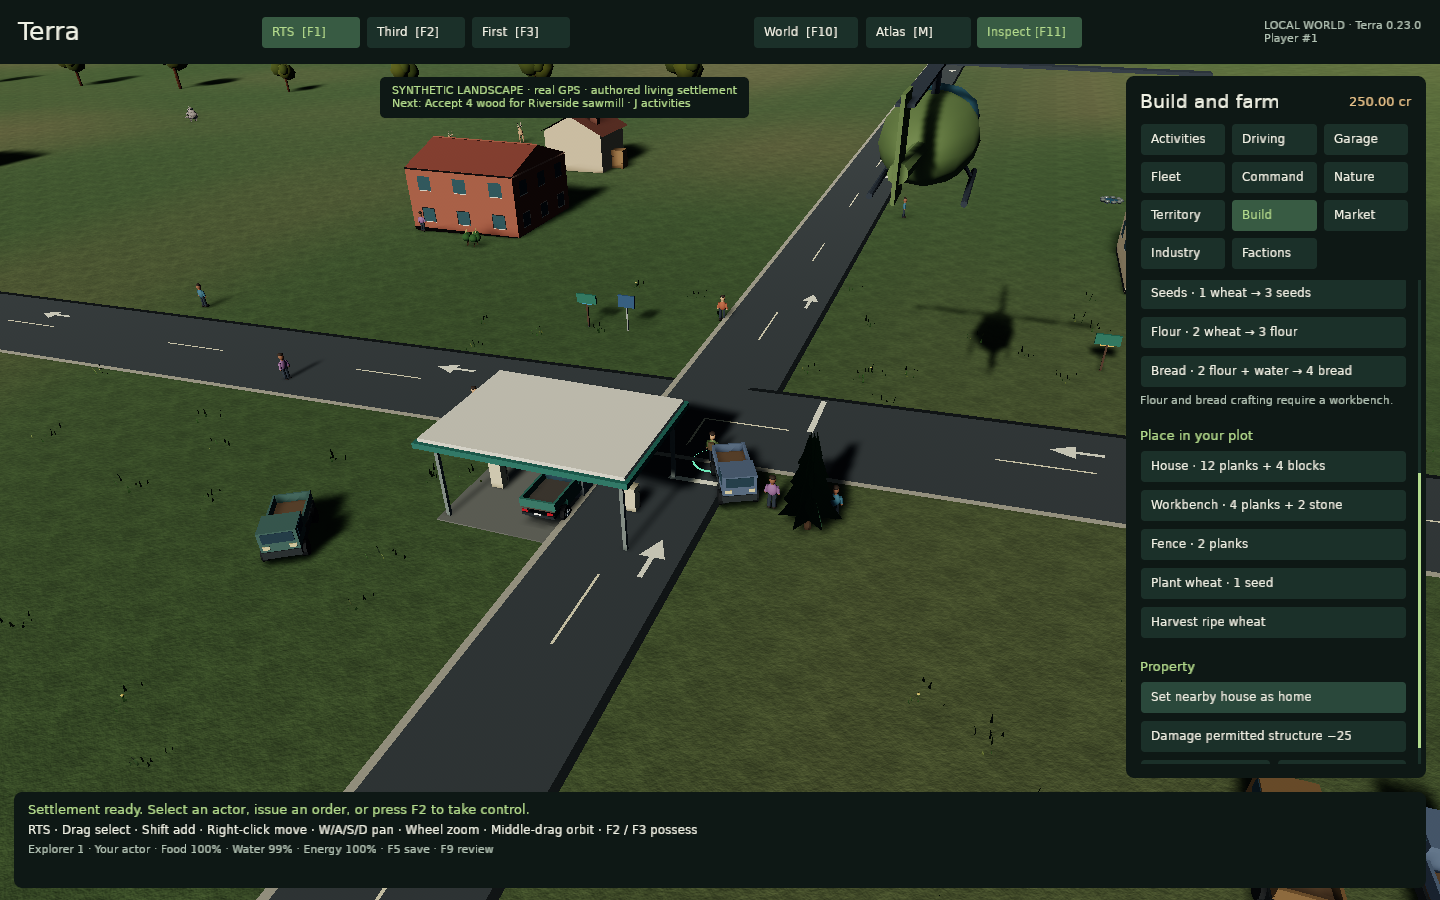 Terra
RTS [F1]
Third [F2]
First [F3]
World [F10]
Atlas [M]
Inspect [F11]
LOCAL WORLD · Terra 0.23.0
Player #1
SYNTHETIC LANDSCAPE · real GPS · authored living settlement
Next: Accept 4 wood for Riverside sawmill · J activities
Build and farm
250.00 cr
Activities
Driving
Garage
Fleet
Command
Nature
Territory
Build
Market
Industry
Factions
Seeds · 1 wheat → 3 seeds
Flour · 2 wheat → 3 flour
Bread · 2 flour + water → 4 bread
Flour and bread crafting require a workbench.
Place in your plot
House · 12 planks + 4 blocks
Workbench · 4 planks + 2 stone
Fence · 2 planks
Plant wheat · 1 seed
Harvest ripe wheat
Property
Set nearby house as home
Damage permitted structure −25
Settlement ready. Select an actor, issue an order, or press F2 to take control.
RTS · Drag select · Shift add · Right-click move · W/A/S/D pan · Wheel zoom · Middle-drag orbit · F2 / F3 possess
Explorer 1 · Your actor · Food 100% · Water 99% · Energy 100% · F5 save · F9 review